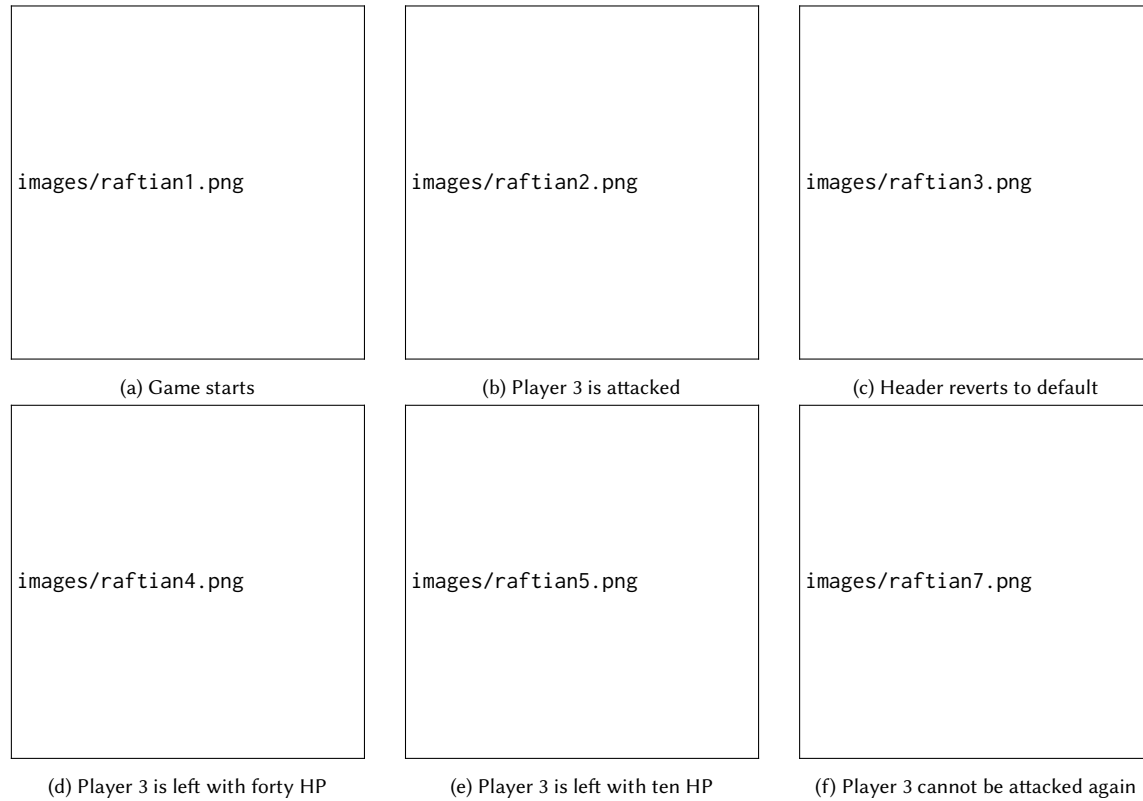 images/raftian1.png
images/raftian2.png
images/raftian3.png
(a) Game starts
(b) Player 3 is attacked
(c) Header reverts to default
images/raftian4.png
images/raftian5.png
images/raftian7.png
(d) Player 3 is left with forty HP
(e) Player 3 is left with ten HP
(f) Player 3 cannot be attacked again